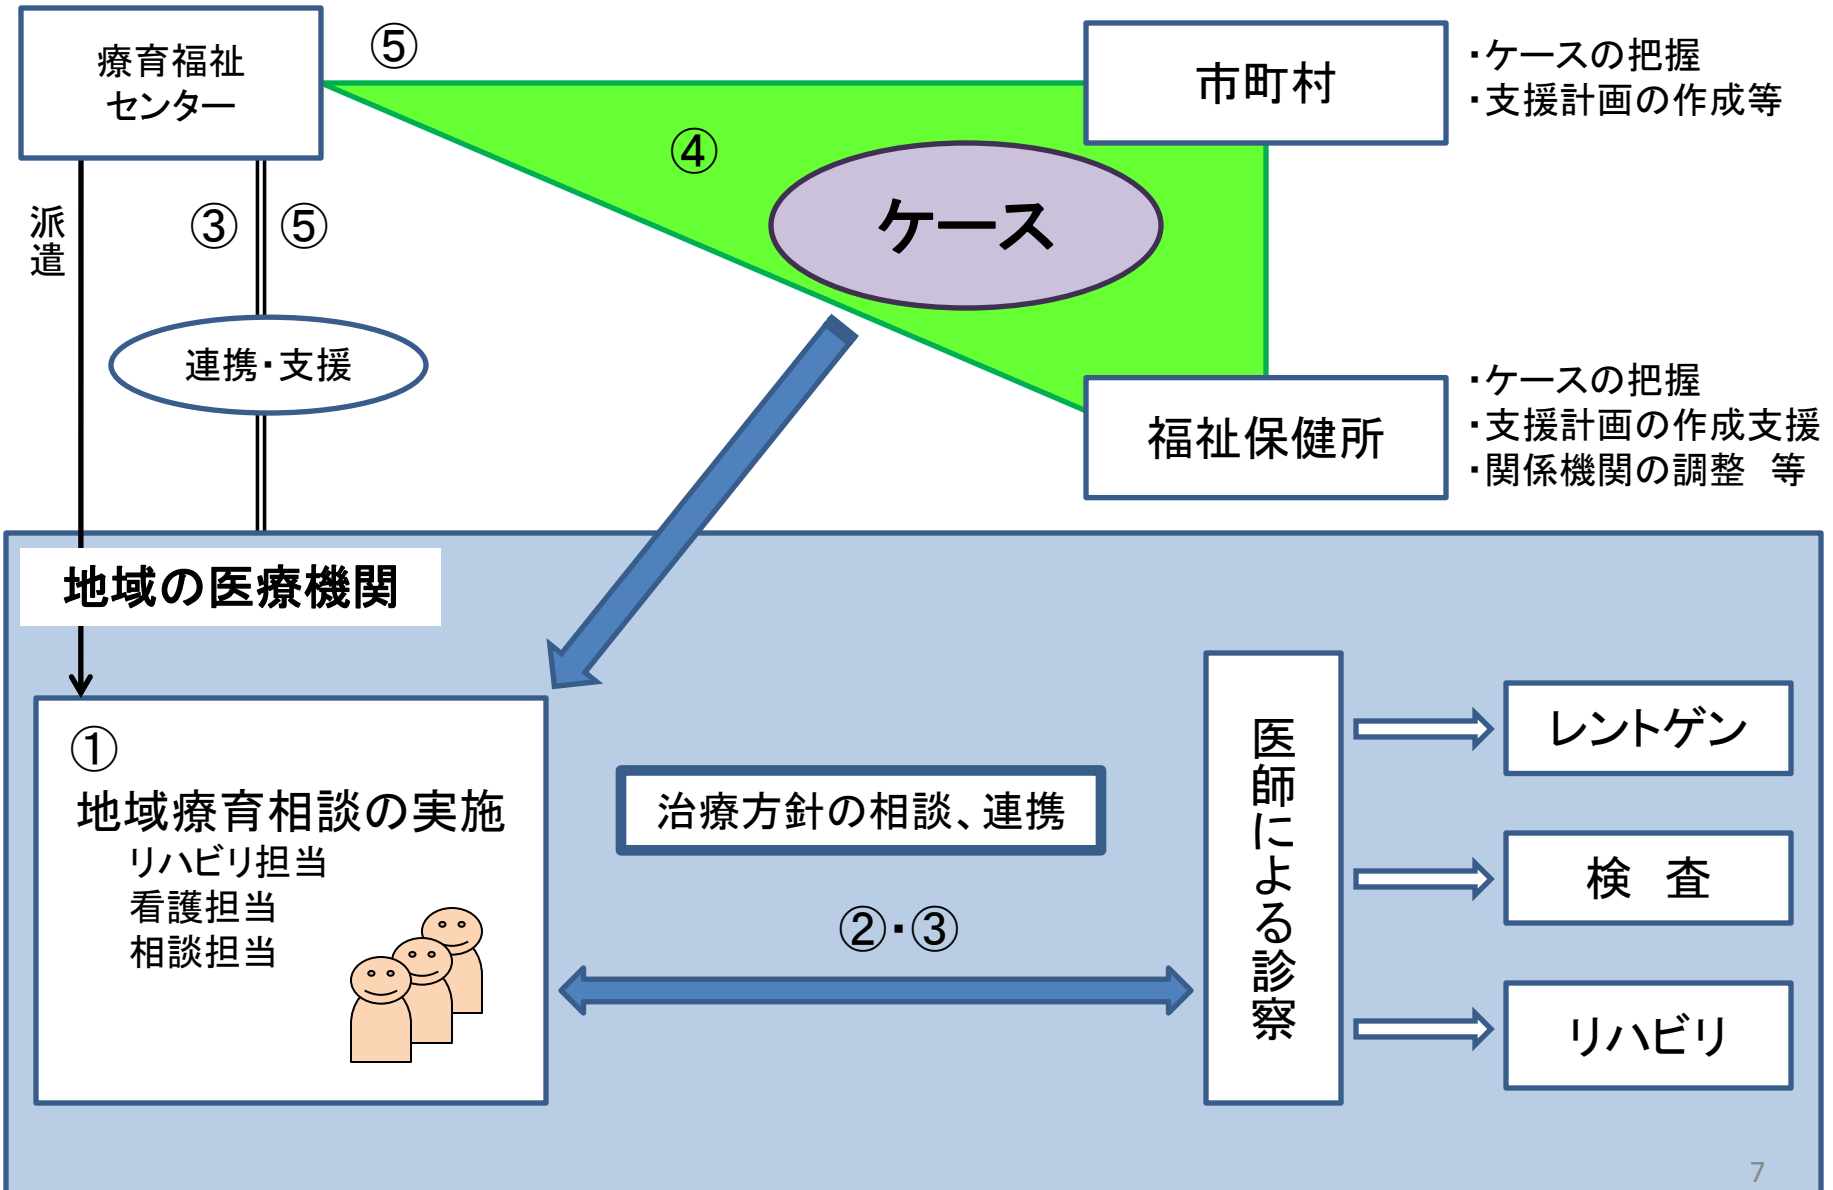 療育福祉
センター
⑤
市町村
・ケースの把握
・支援計画の作成等
④
ケース
派遣
③
⑤
連携・支援
福祉保健所
・ケースの把握
・支援計画の作成支援
・関係機関の調整　等
地域の医療機関
①
地域療育相談の実施
リハビリ担当
看護担当
相談担当
治療方針の相談、連携
②・③
医師による診察
レントゲン
検　査
リハビリ
7